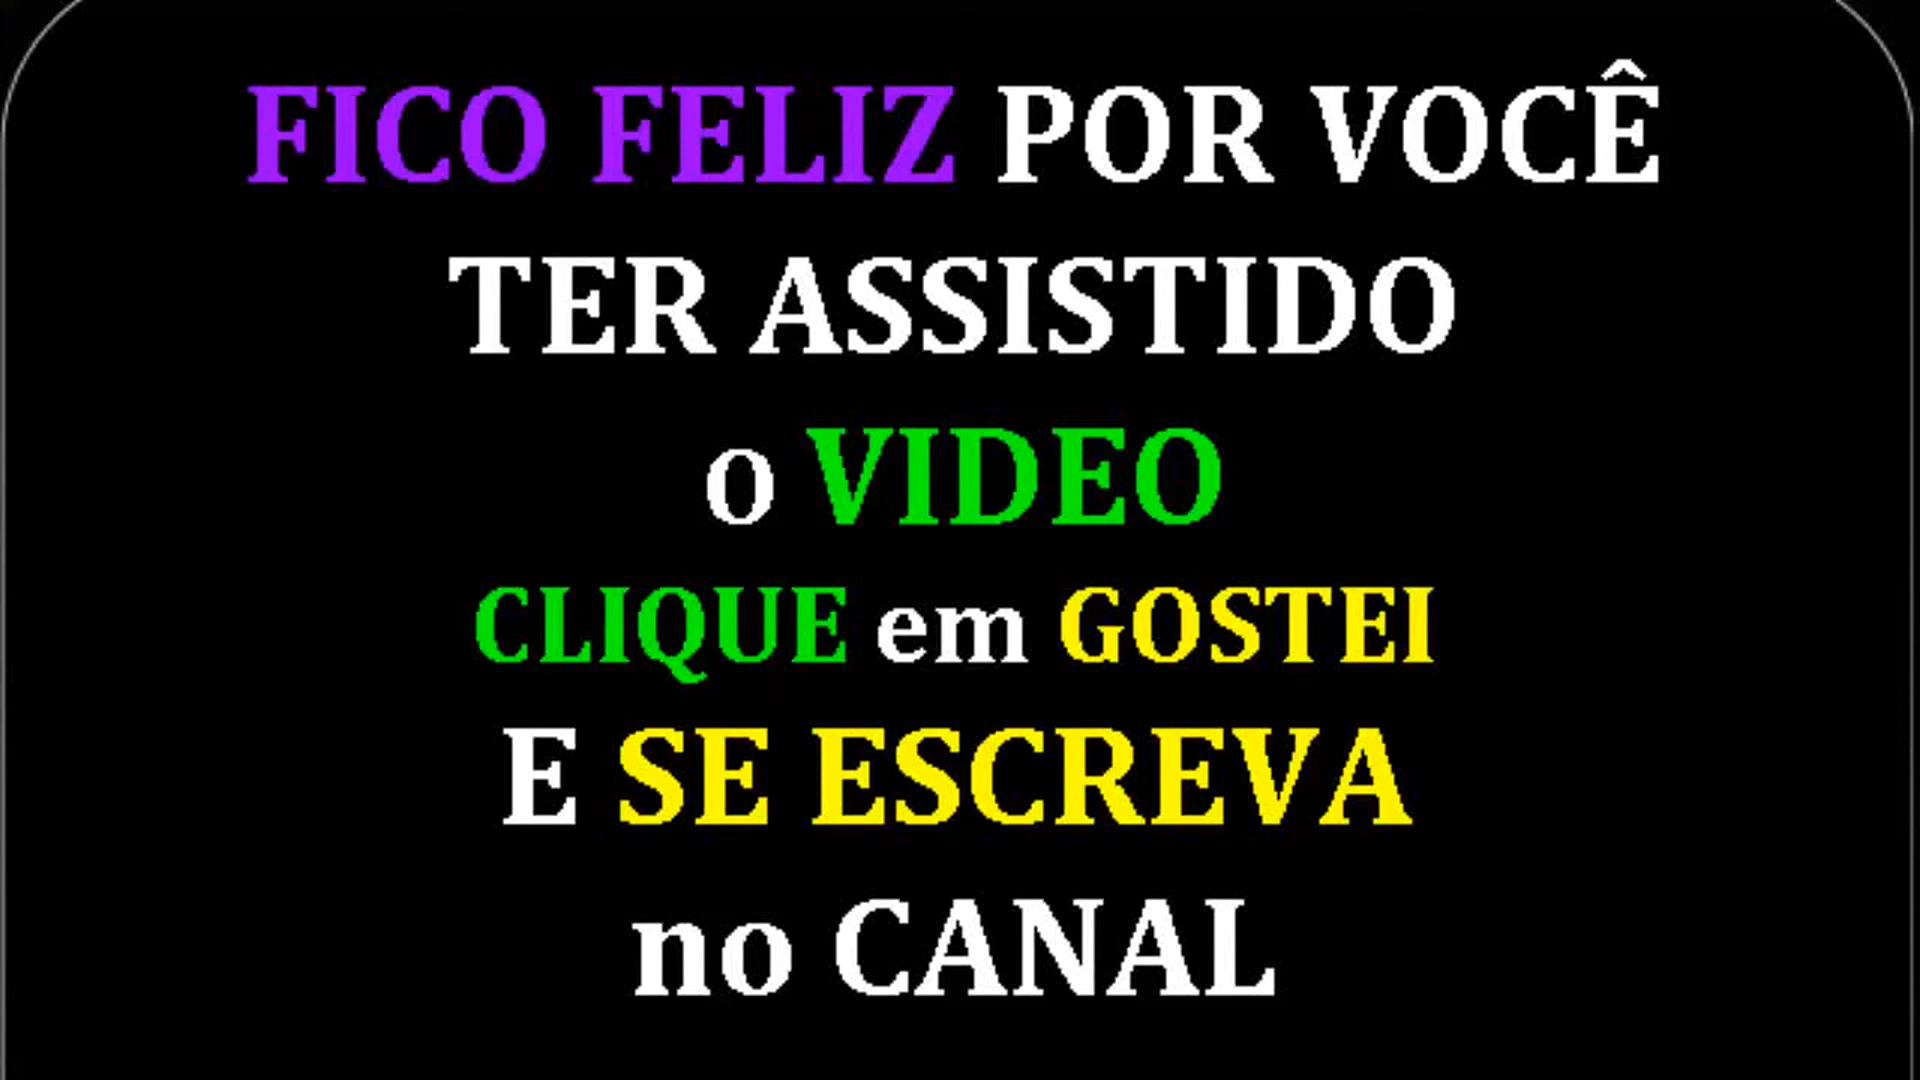 FICO FELIZ POR VOCÊ
TER ASSISTIDO
o VIDEO
CLIQUE em GOSTEI
E SE ESCREVA
no CANAL